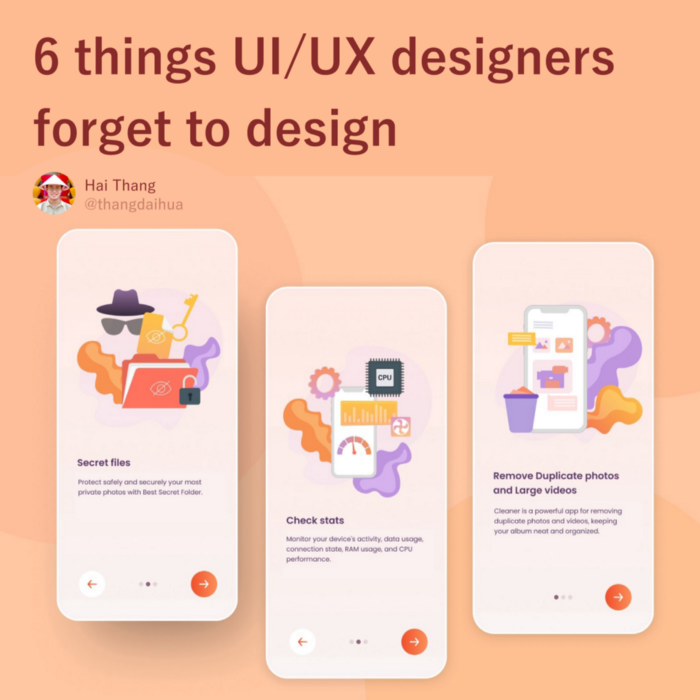 6 things UI/UX designers
forget to design
Hai Thang
@thangdaihua
Secret files
Protect safely and securely your most
private photos with Best Secret Folder.
CPU
Check stats
Monitor your device's activity, data usage,
connection state, RAM usage, and CPU
performance.
Remove Duplicate photos
and Large videos
Cleaner is a powerful app for removing
duplicate photos and videos, keeping
your album neat and organized.